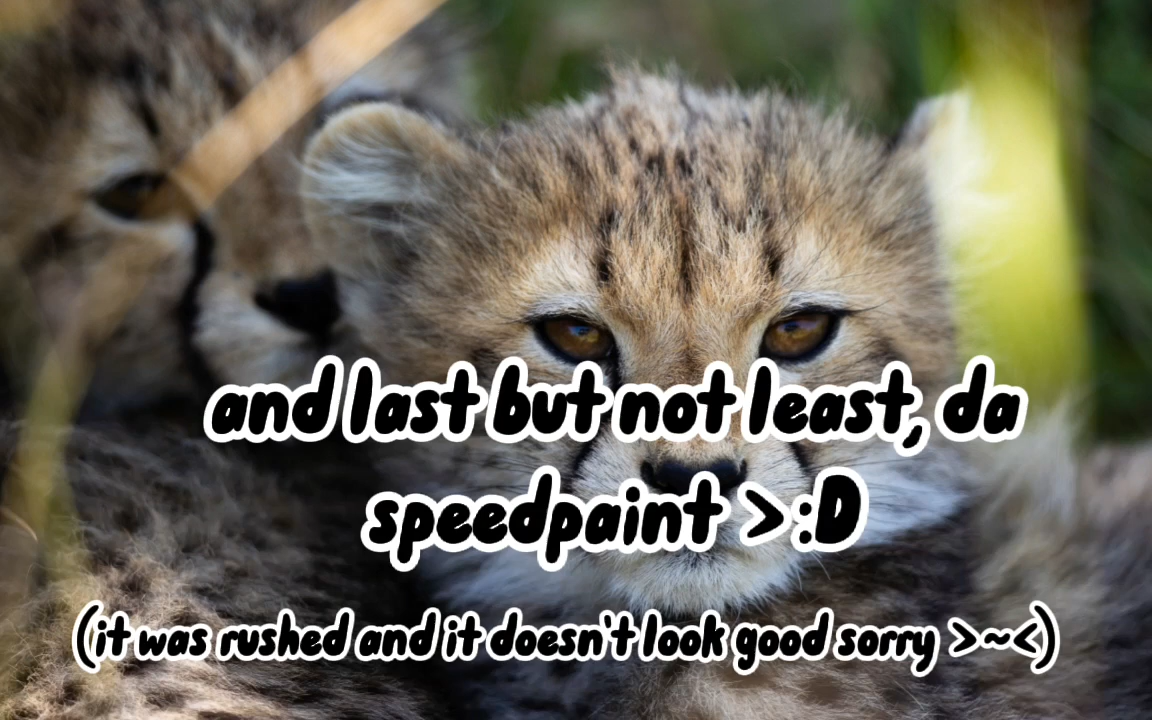 and last but not least, da
speedpaint >:D
(it was rushed and it doesn't look good sorry >~<)